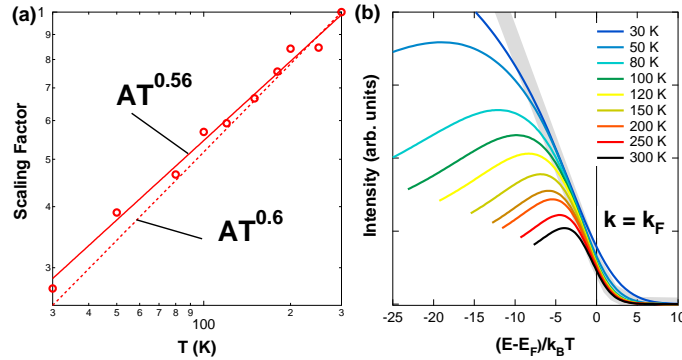 (a)
Scaling Factor
1
9
8
7
6
5
4
3
AT^0.56
AT^0.6
3 4 5 6 7 8 9 2 3
100
T (K)
(b)
Intensity (arb. units)
30 K
50 K
80 K
100 K
120 K
150 K
200 K
250 K
300 K
k = k_F
−25 −20 −15 −10 −5 0 5 10
(E-E_F)/k_BT